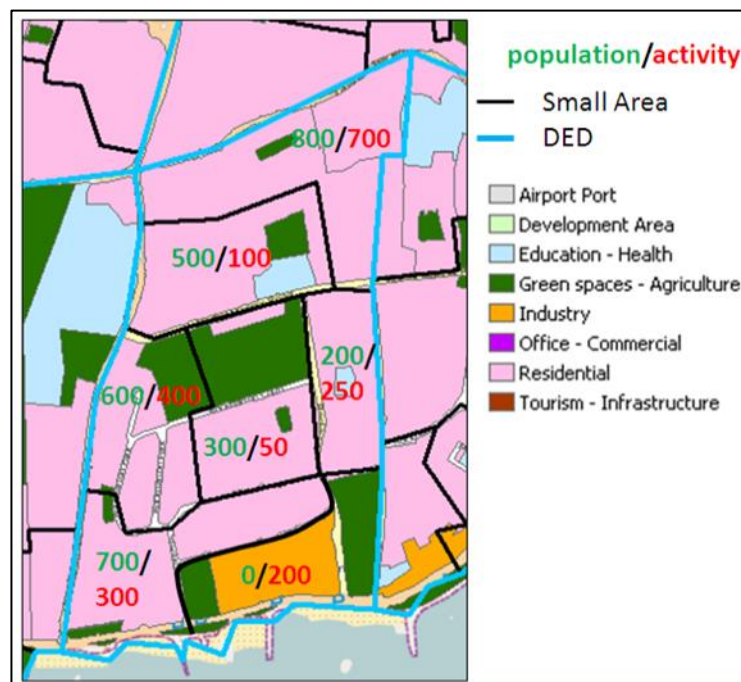 population/activity
Small Area
DED
Airport Port
Development Area
Education - Health
Green spaces - Agriculture
Industry
Office - Commercial
Residential
Tourism - Infrastructure
800/700
500/100
200/
250
600/400
300/50
700/
300
0/200